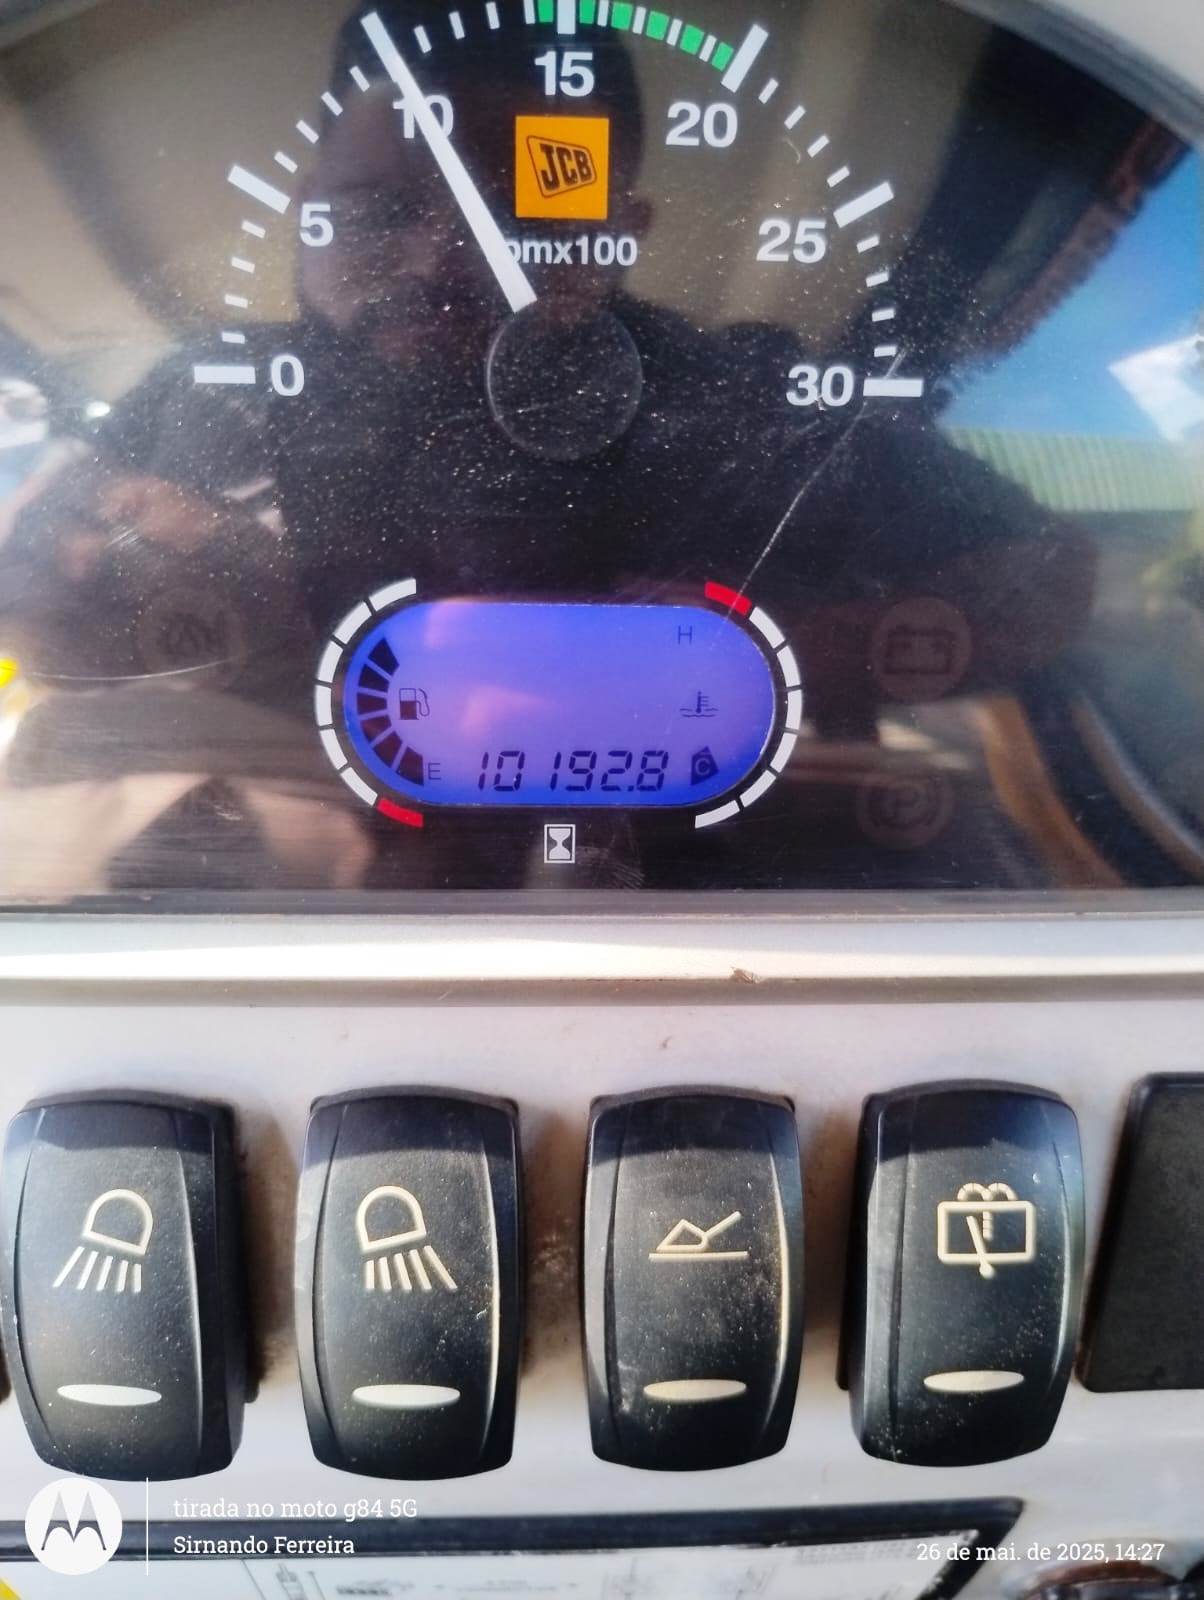 15
10
20
JCB
5
pmx100
25
0
30
H
E
10192.8
C
P
tirada no moto g84 5G
Sirnando Ferreira
26 de mai. de 2025, 14:27